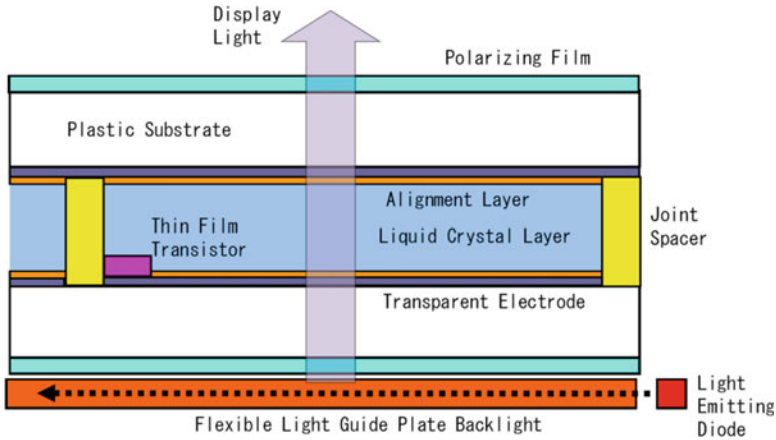 Display
Light
Polarizing Film
Plastic Substrate
Alignment Layer
Thin Film
Transistor
Liquid Crystal Layer
Joint
Spacer
Transparent Electrode
Light
Emitting
Diode
Flexible Light Guide Plate Backlight